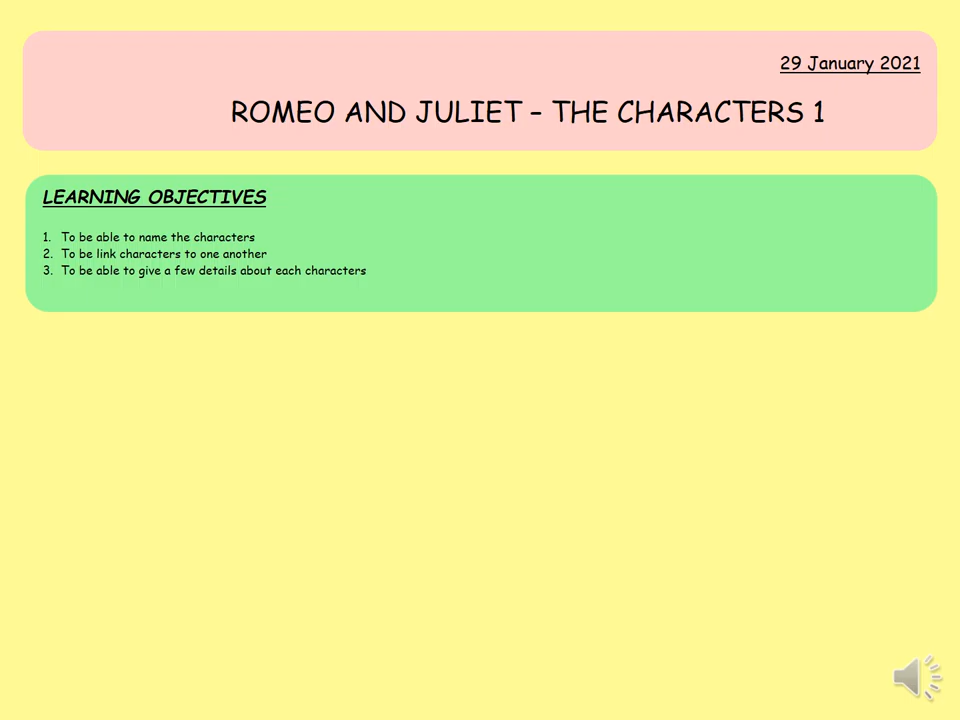 29 January 2021
ROMEO AND JULIET – THE CHARACTERS 1
LEARNING OBJECTIVES
1. To be able to name the characters
2. To be link characters to one another
3. To be able to give a few details about each characters